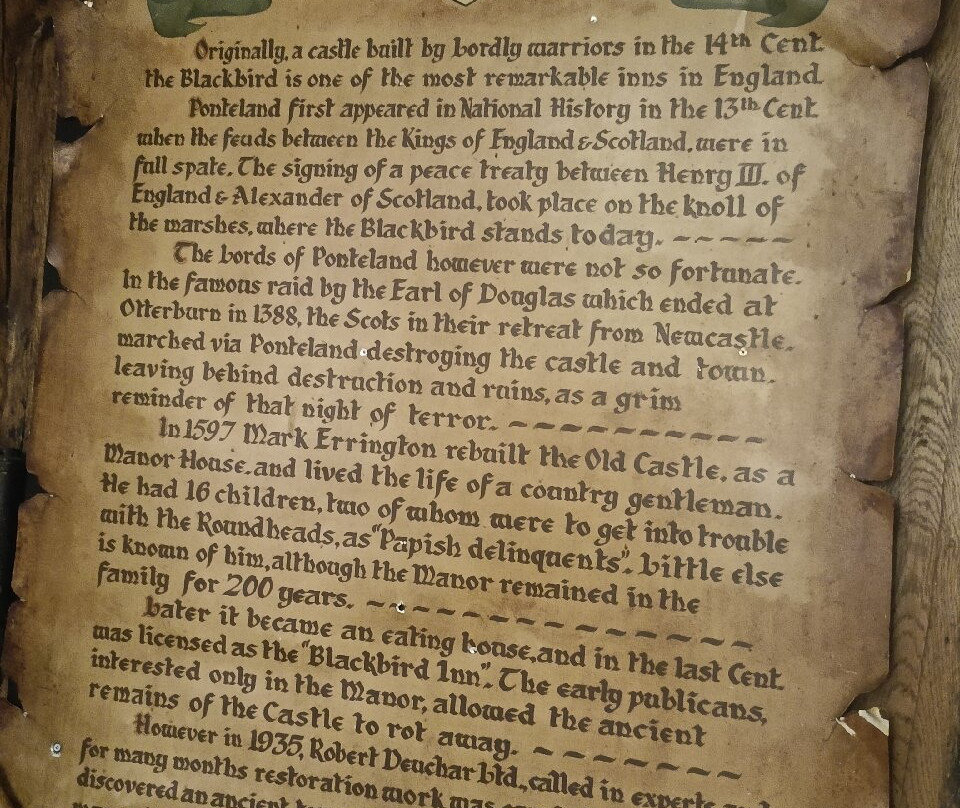 Originally, a castle built by Lordly warriors in the 14th Cent.
the Blackbird is one of the most remarkable inns in England.
Ponteland first appeared in National History in the 13th Cent.
when the feuds between the Kings of England & Scotland, were in
full spate. The signing of a peace treaty between Henry III. of
England & Alexander of Scotland, took place on the knoll of
the marshes, where the Blackbird stands today. ~~~~~
The Lords of Ponteland however were not so fortunate.
In the famous raid by the Earl of Douglas which ended at
Otterburn in 1388, the Scots in their retreat from Newcastle,
marched via Ponteland destroying the castle and town,
leaving behind destruction and ruins, as a grim
reminder of that night of terror. ~~~~~~~~~~~
In 1597 Mark Errington rebuilt the Old Castle, as a
Manor House, and lived the life of a country gentleman.
He had 16 children, two of whom were to get into trouble
with the Roundheads, as "Papish delinquents". Little else
is known of him, although the Manor remained in the
family for 200 years. ~~~~~~~~~~~~~~~
Later it became an eating house, and in the last Cent.
was licensed as the "Blackbird Inn". The early publicans,
interested only in the Manor, allowed the ancient
remains of the Castle to rot away. ~~~~~~~
However in 1935, Robert Deuchar Ltd., called in experts
for many months restoration work was
discovered an ancient